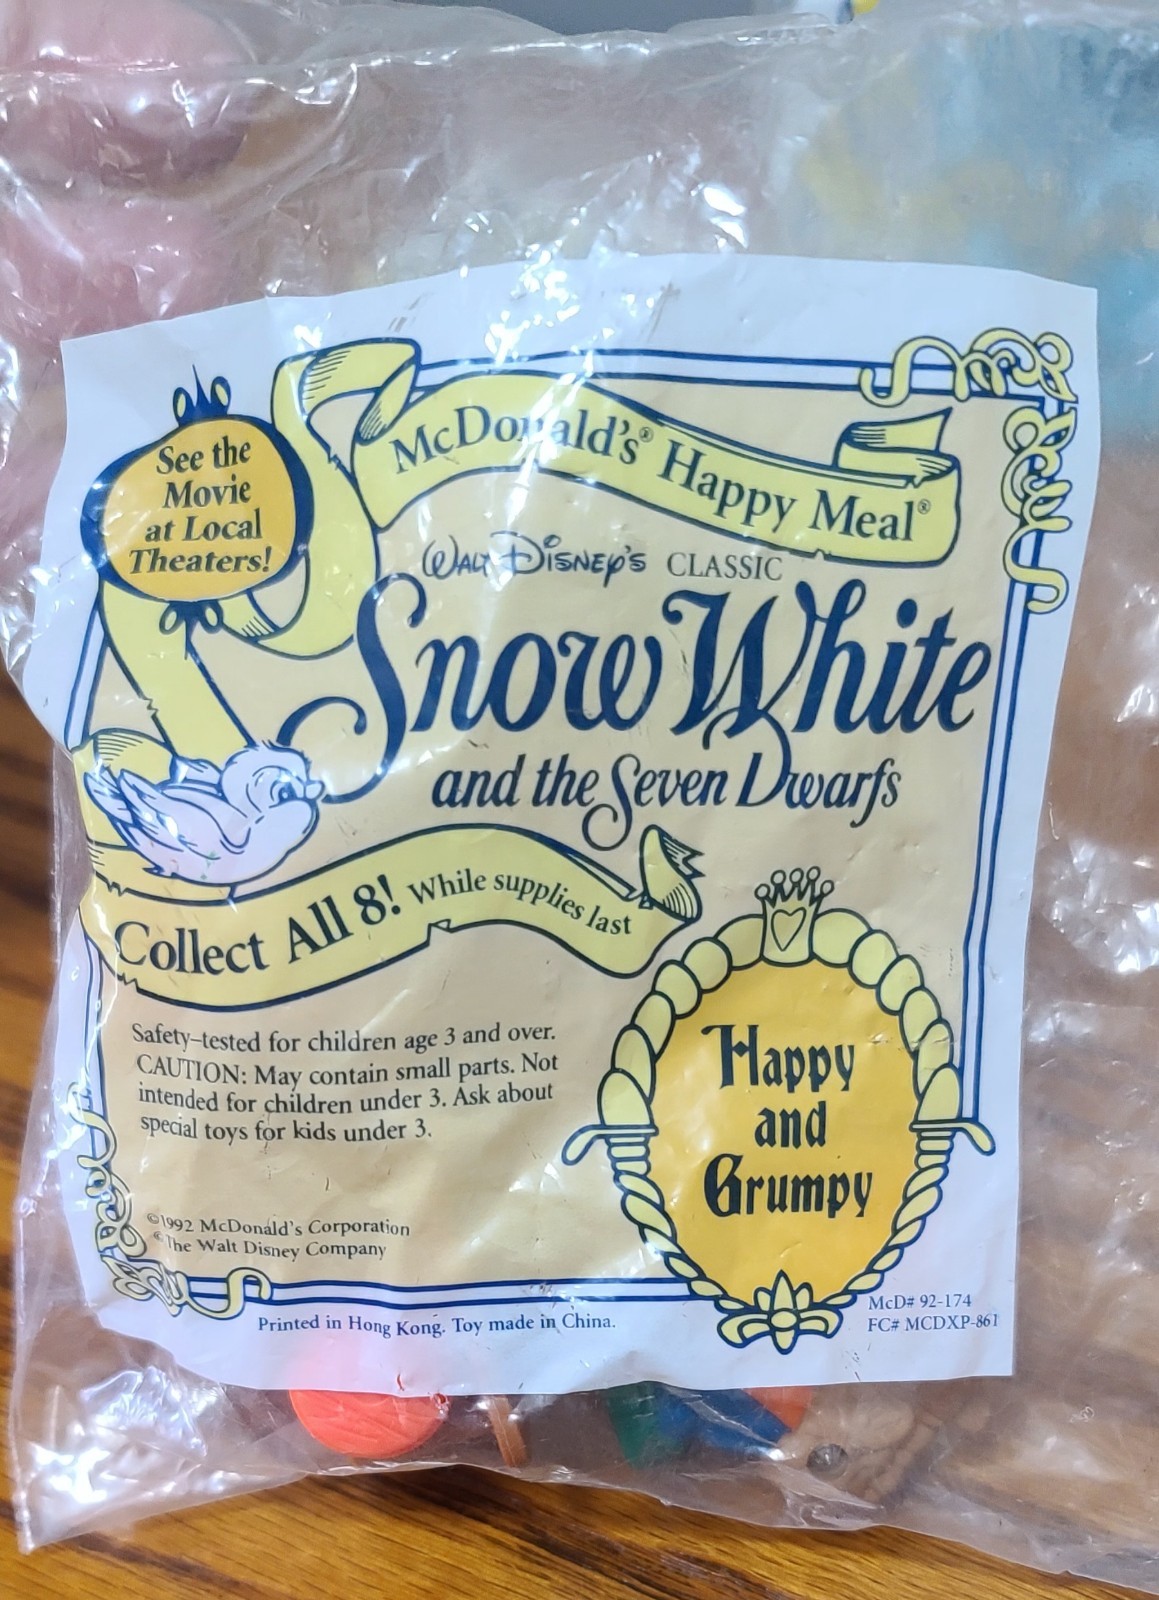 See the
Movie
at Local
Theaters!
McDonald's® Happy Meal®
WALT DISNEY'S CLASSIC
Snow White
and the Seven Dwarfs
Collect All 8! While supplies last
Safety-tested for children age 3 and over.
CAUTION: May contain small parts. Not
intended for children under 3. Ask about
special toys for kids under 3.
Happy
and
Grumpy
©1992 McDonald's Corporation
©The Walt Disney Company
Printed in Hong Kong. Toy made in China.
McD# 92-174
FC# MCDXP-861